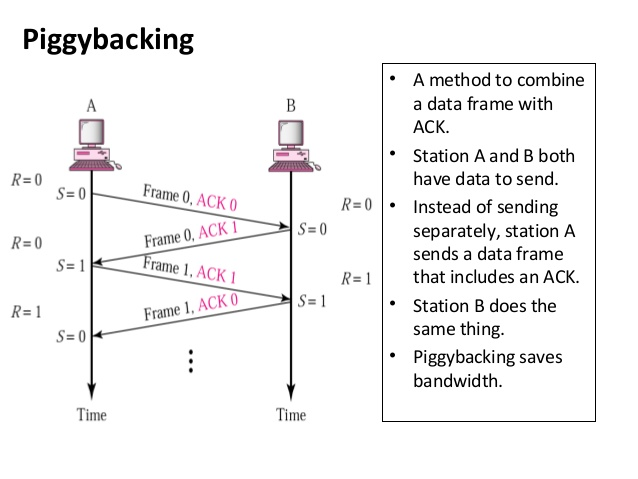 Piggybacking
A
B
R=0
S=0
Frame 0, ACK 0
R=0
Frame 0, ACK 1
S=0
R=0
S=1
Frame 1, ACK 1
R=1
S=1
R=1
Frame 1, ACK 0
S=0
Time
Time
• A method to combine
a data frame with
ACK.
• Station A and B both
have data to send.
• Instead of sending
separately, station A
sends a data frame
that includes an ACK.
• Station B does the
same thing.
• Piggybacking saves
bandwidth.